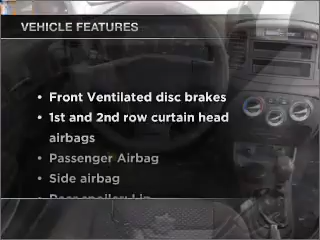 VEHICLE FEATURES
• Front Ventilated disc brakes
• 1st and 2nd row curtain head
airbags
• Passenger Airbag
• Side airbag